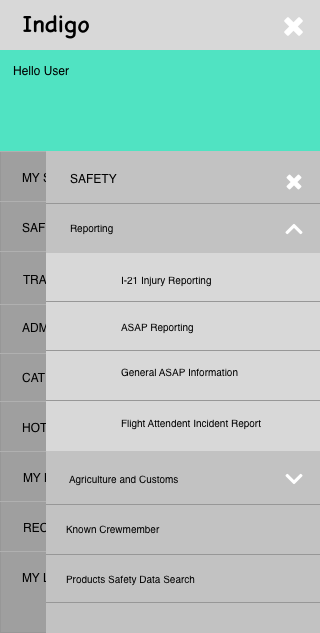 Indigo
Hello User
MY
SAFETY
SAF
Reporting
TRA
I-21 Injury Reporting
ADM
ASAP Reporting
CAT
General ASAP Information
HOT
Flight Attendent Incident Report
MY
Agriculture and Customs
REC
Known Crewmember
MY L
Products Safety Data Search